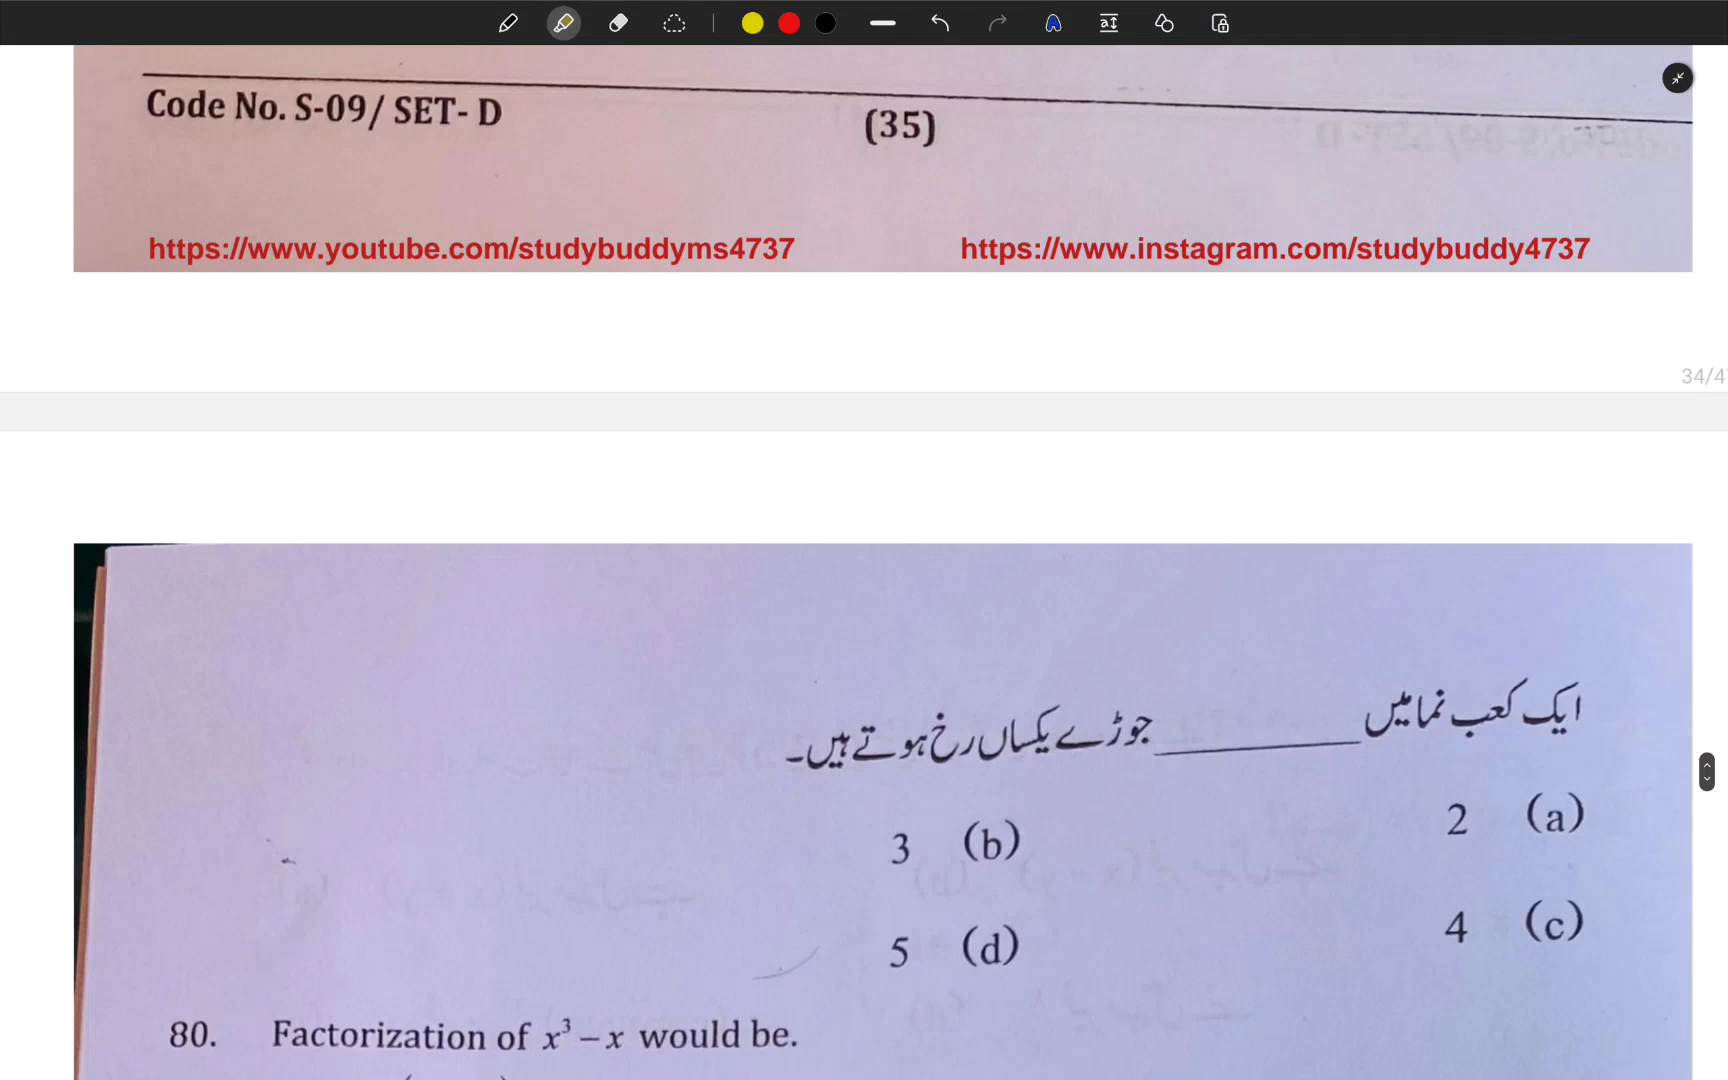 Code No. S-09/ SET- D
(35)
https://www.youtube.com/studybuddyms4737 https://www.instagram.com/studybuddy4737
34/4
ایک کعب نما میں __________ جوڑے یکساں رخ ہوتے ہیں۔
2 (a)
3 (b)
4 (c)
5 (d)
80. Factorization of x³ – x would be.